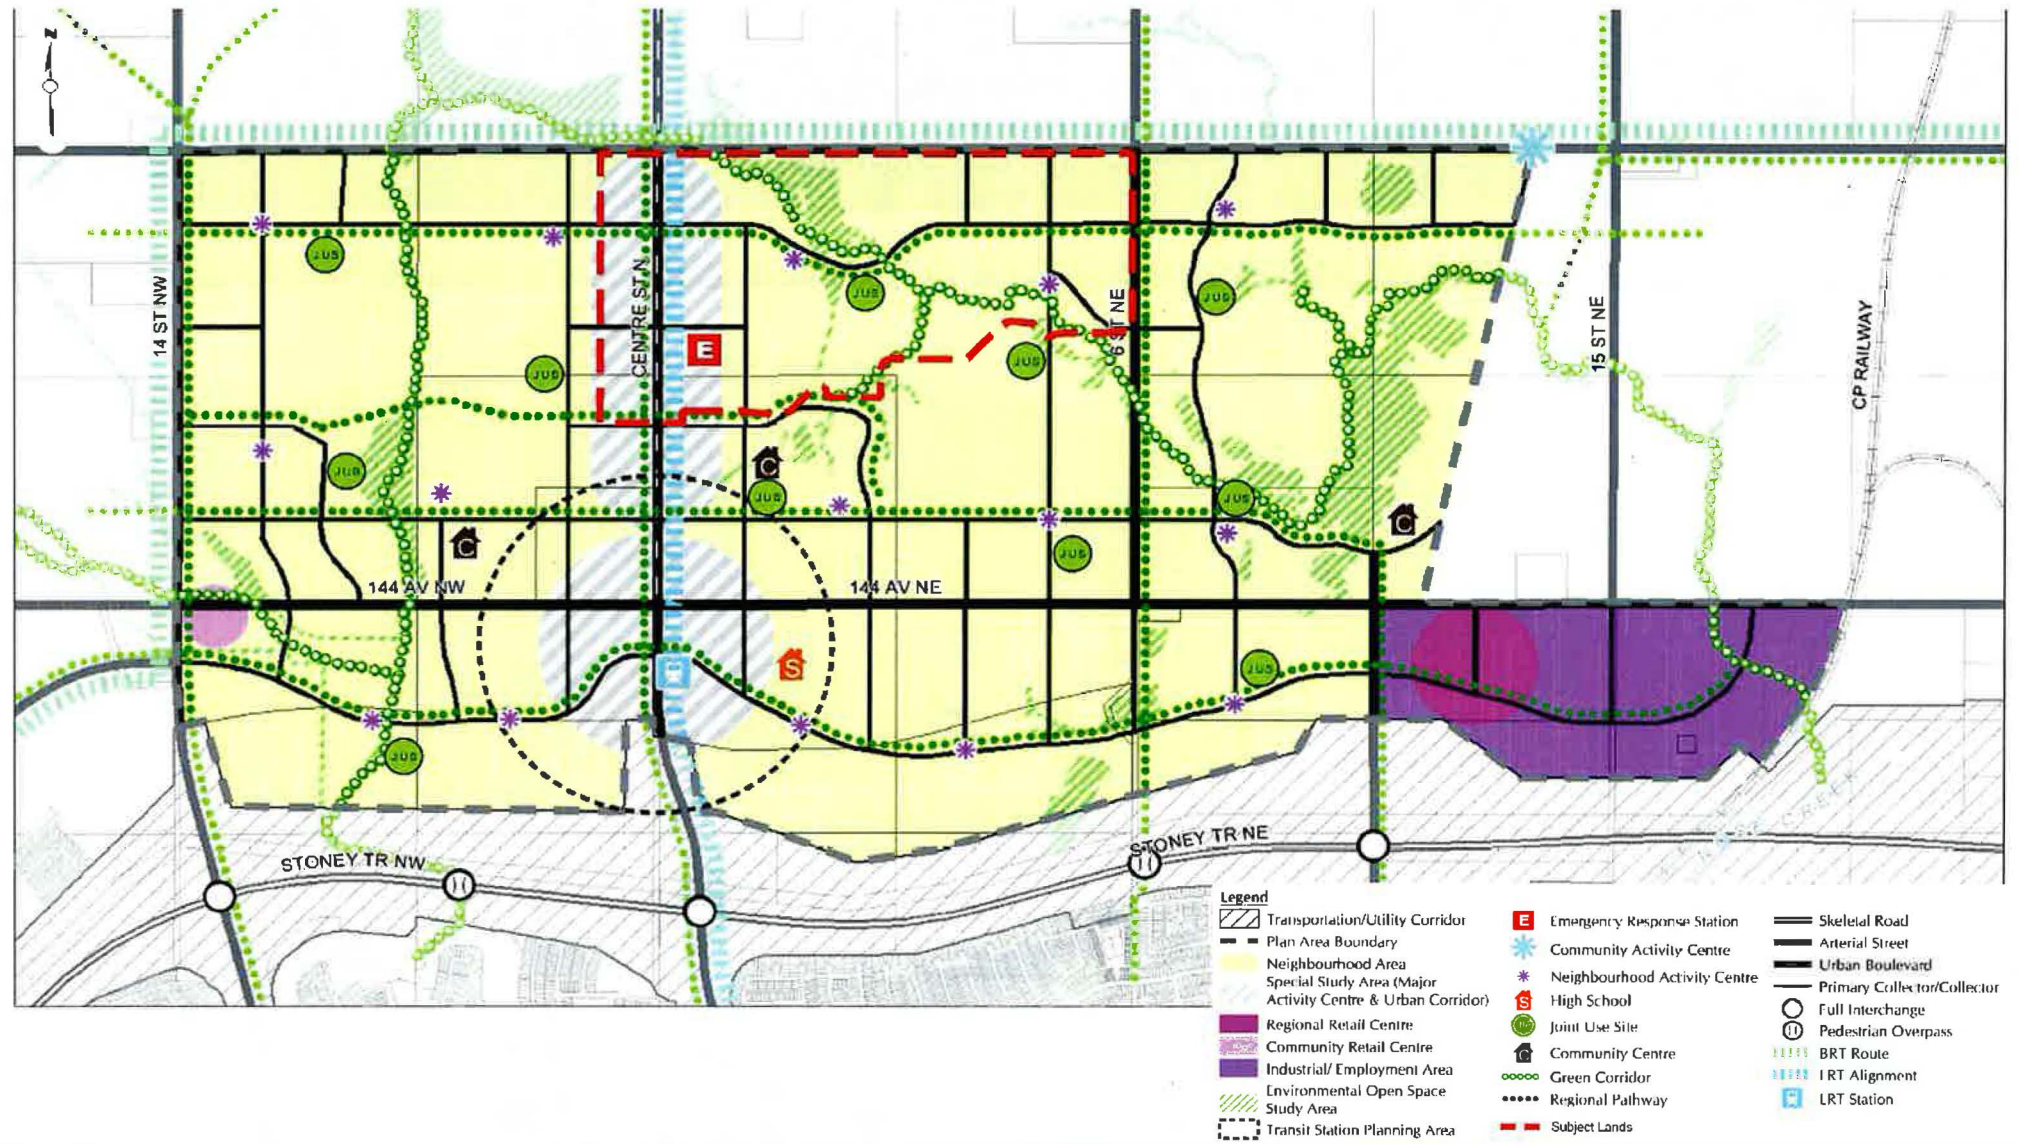 N
14 ST NW
CENTRE ST N
6 ST NE
15 ST NE
CP RAILWAY
JUS
JUS
JUS
E
JUS
JUS
JUS
C
JUS
JUS
C
C
JUS
144 AV NW
144 AV NE
S
JUS
JUS
STONEY TR NW
STONEY TR NE
Legend
Transportation/Utility Corridor
Plan Area Boundary
Neighbourhood Area
Special Study Area (Major
Activity Centre & Urban Corridor)
Regional Retail Centre
Community Retail Centre
Industrial/ Employment Area
Environmental Open Space
Study Area
Transit Station Planning Area
E Emergency Response Station
Community Activity Centre
Neighbourhood Activity Centre
S High School
Joint Use Site
C Community Centre
Green Corridor
Regional Pathway
Subject Lands
Skeletal Road
Arterial Street
Urban Boulevard
Primary Collector/Collector
Full Interchange
Pedestrian Overpass
BRT Route
LRT Alignment
LRT Station